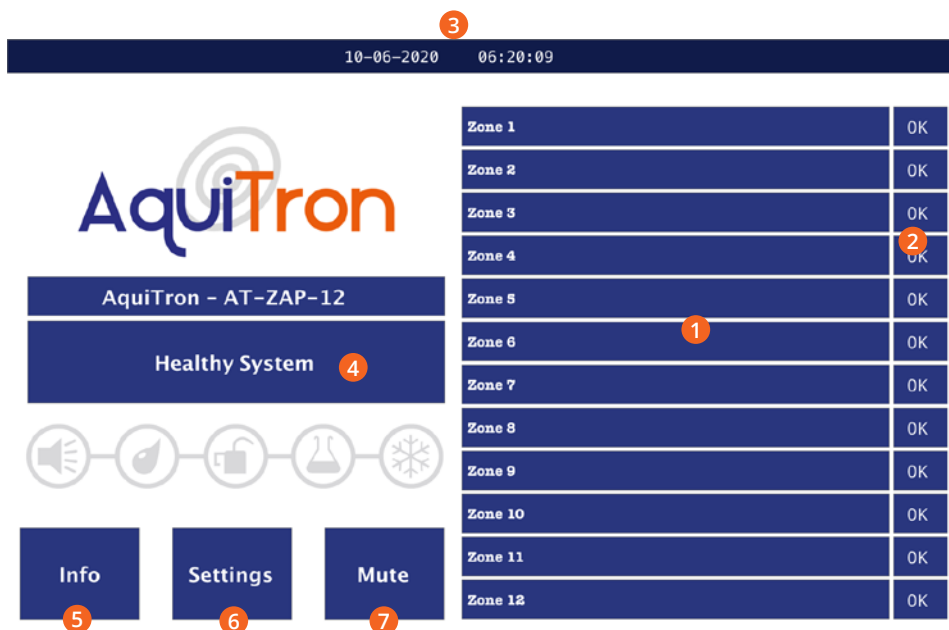 3
10-06-2020 06:20:09
AquiTron
AquiTron - AT-ZAP-12
Healthy System 4
Info
Settings
Mute
5
6
7
Zone 1 OK
Zone 2 OK
Zone 3 OK
2
Zone 4 OK
Zone 5 OK
1
Zone 6 OK
Zone 7 OK
Zone 8 OK
Zone 9 OK
Zone 10 OK
Zone 11 OK
Zone 12 OK